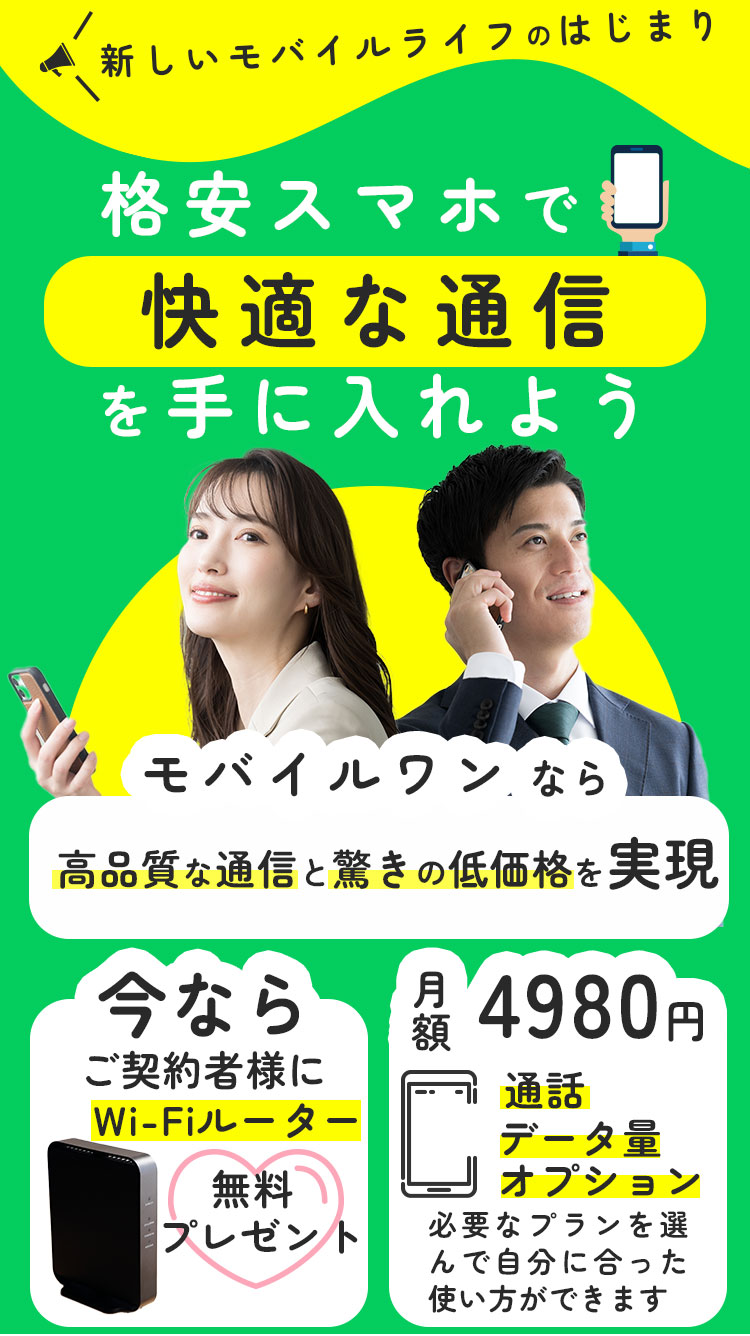 新しいモバイルライフのはじまり
格安スマホで
快適な通信
を手に入れよう
モバイルワンなら
高品質な通信と驚きの低価格を実現
今なら
ご契約者様に
Wi-Fiルーター
無料
プレゼント
月額 4980円
通話
データ量
オプション
必要なプランを選
んで自分に合った
使い方ができます